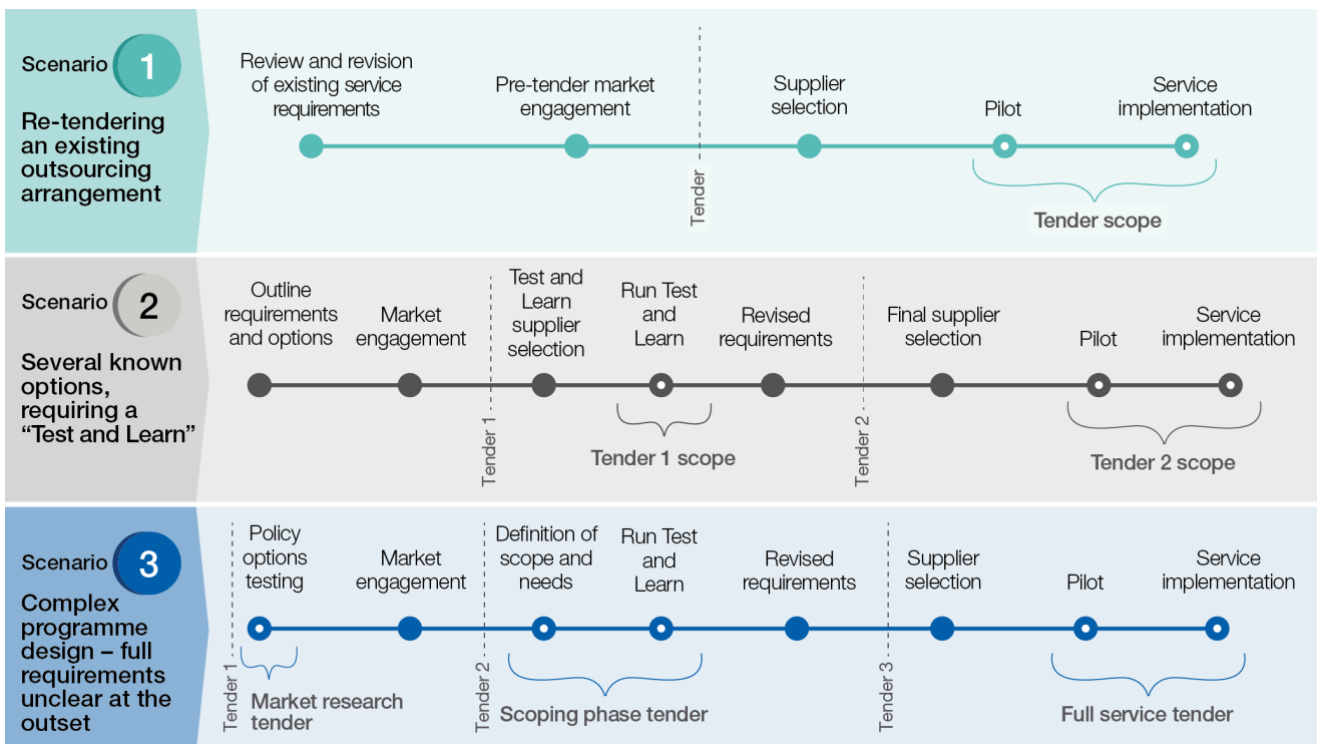 Scenario 1
Re-tendering
an existing
outsourcing
arrangement
Review and revision
of existing service
requirements
Pre-tender market
engagement
Tender
Supplier
selection
Pilot
Service
implementation
Tender scope
Scenario 2
Several known
options,
requiring a
“Test and Learn”
Outline
requirements
and options
Market
engagement
Tender 1
Test and
Learn
supplier
selection
Run Test
and
Learn
Tender 1 scope
Revised
requirements
Tender 2
Final supplier
selection
Pilot
Service
implementation
Tender 2 scope
Scenario 3
Complex
programme
design – full
requirements
unclear at the
outset
Tender 1
Policy
options
testing
Market research
tender
Market
engagement
Tender 2
Definition of
scope and
needs
Run Test
and
Learn
Scoping phase tender
Revised
requirements
Tender 3
Supplier
selection
Pilot
Service
implementation
Full service tender